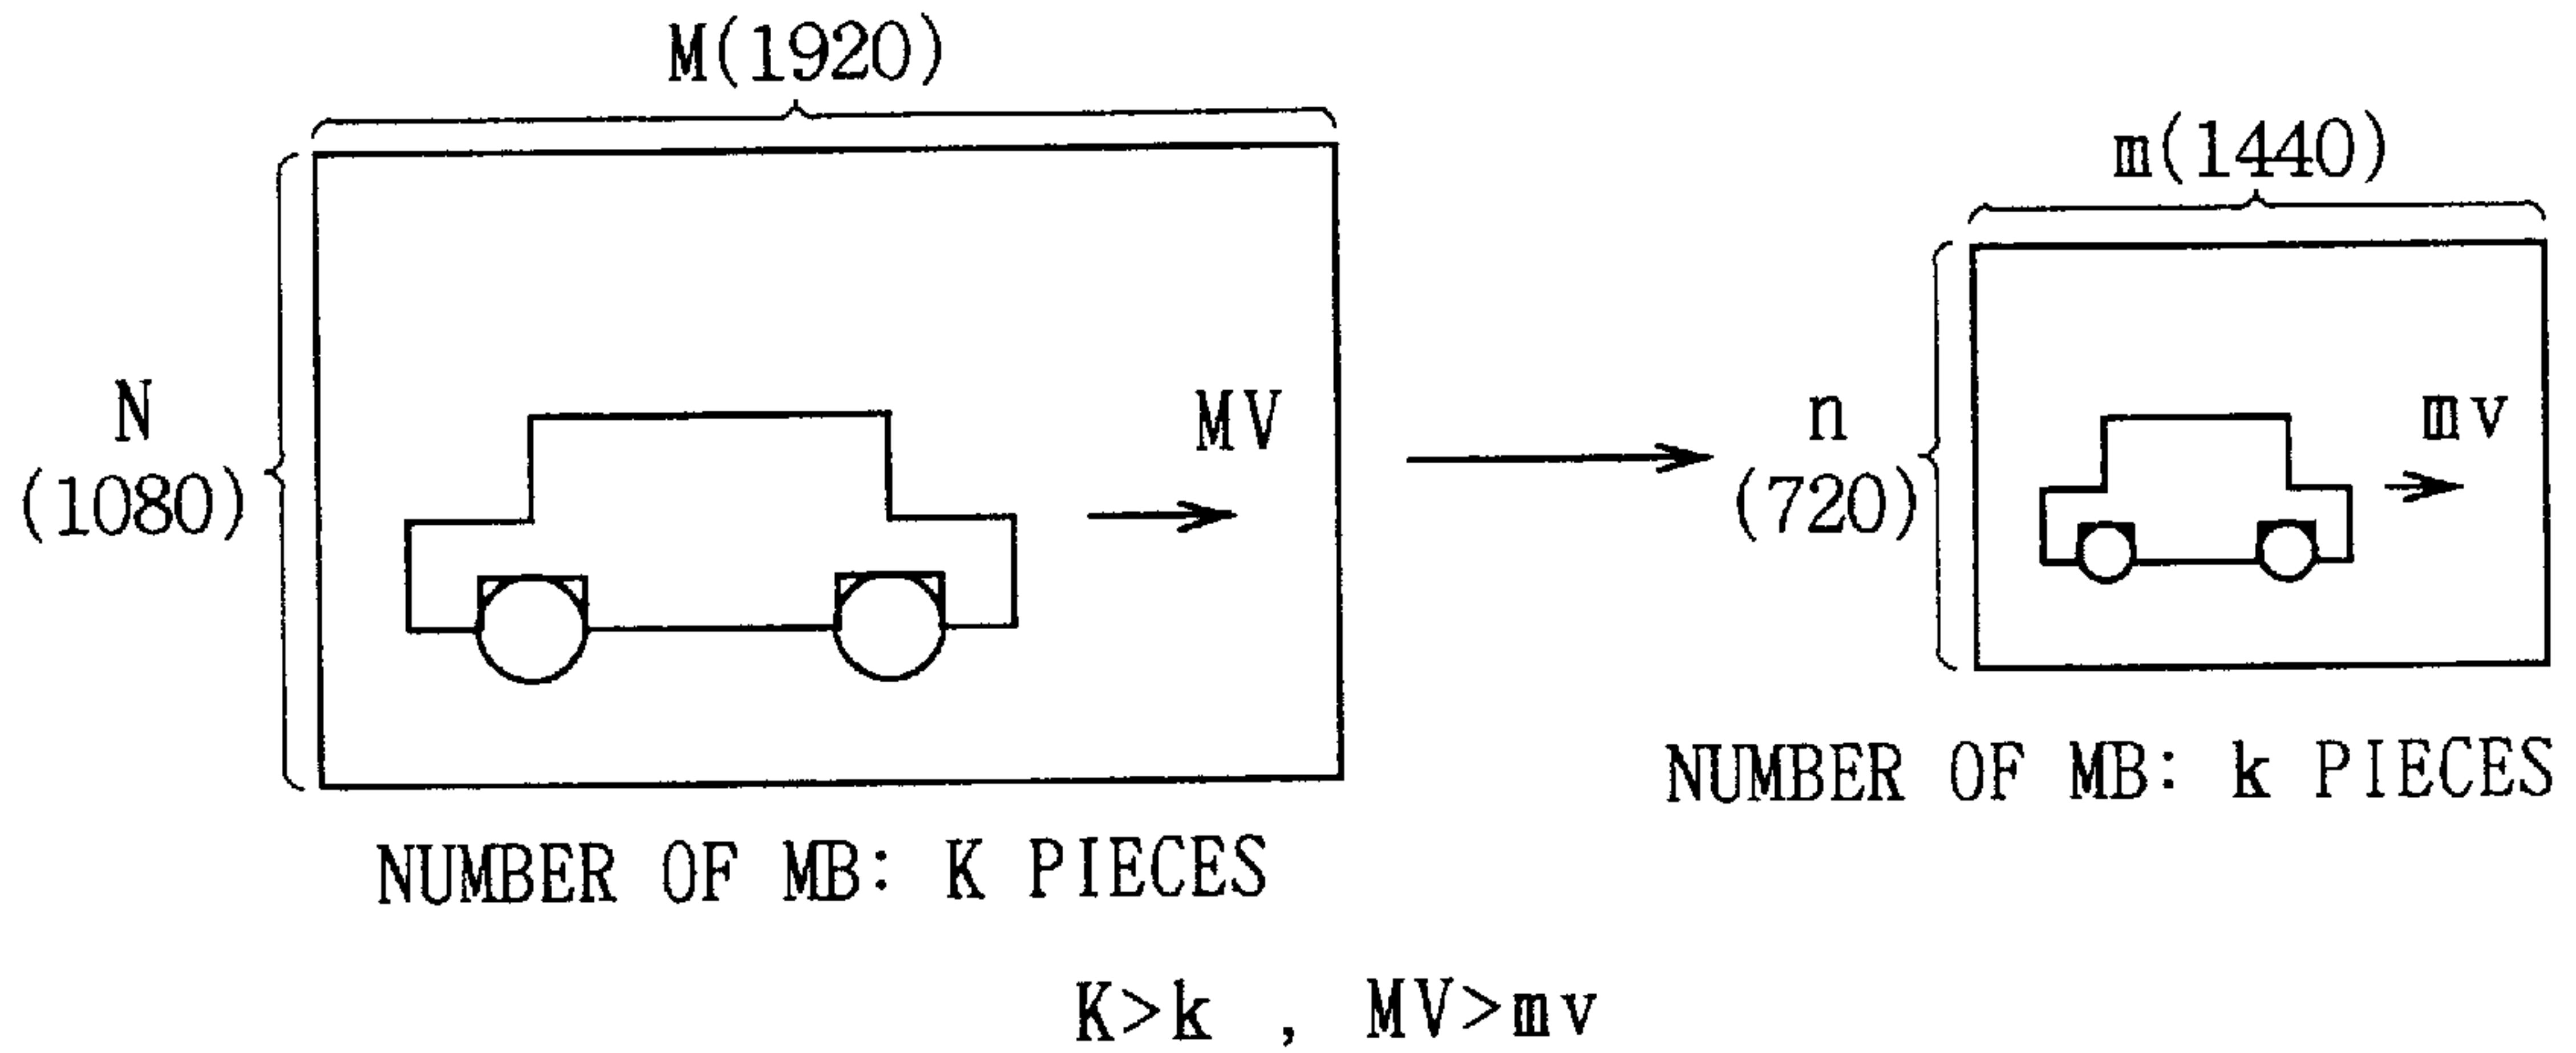 M(1920)
N
(1080)
MV
NUMBER OF MB: K PIECES
m(1440)
n
(720)
mv
NUMBER OF MB: k PIECES
K>k , MV>mv